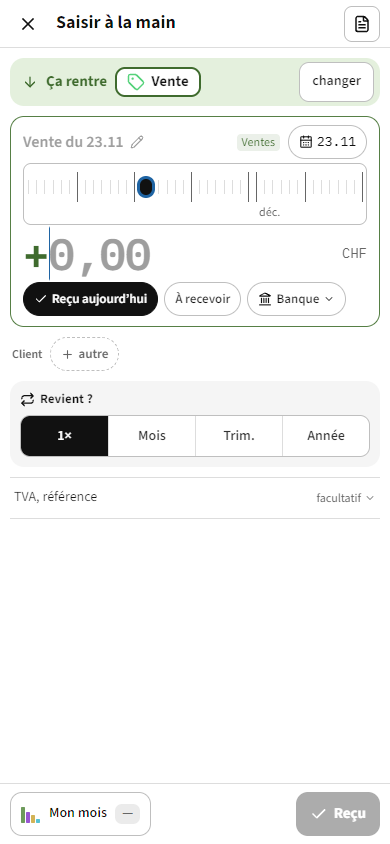 Saisir à la main
Ça rentre
Vente
changer
Vente du 23.11
Ventes
23.11
déc.
+0,00
CHF
Reçu aujourd'hui
À recevoir
Banque
Client
+ autre
Revient ?
1×
Mois
Trim.
Année
TVA, référence
facultatif
Mon mois
—
Reçu